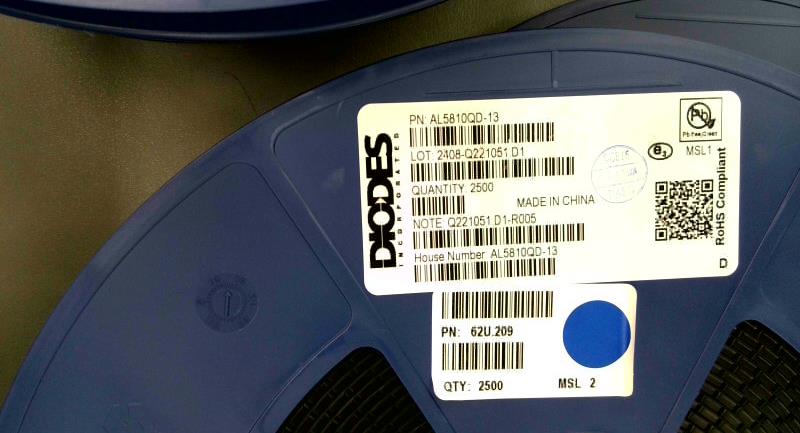 DIODES
INCORPORATED
PN: AL5810QD-13
LOT: 2408-Q221051 D1
QUANTITY: 2500
MADE IN CHINA
NOTE: Q221051 D1-R005
House Number: AL5810QD-13
Pb
Pb Free/Green
e1
MSL1
RoHS Compliant
D
PN: 62U.209
QTY: 2500
MSL 2